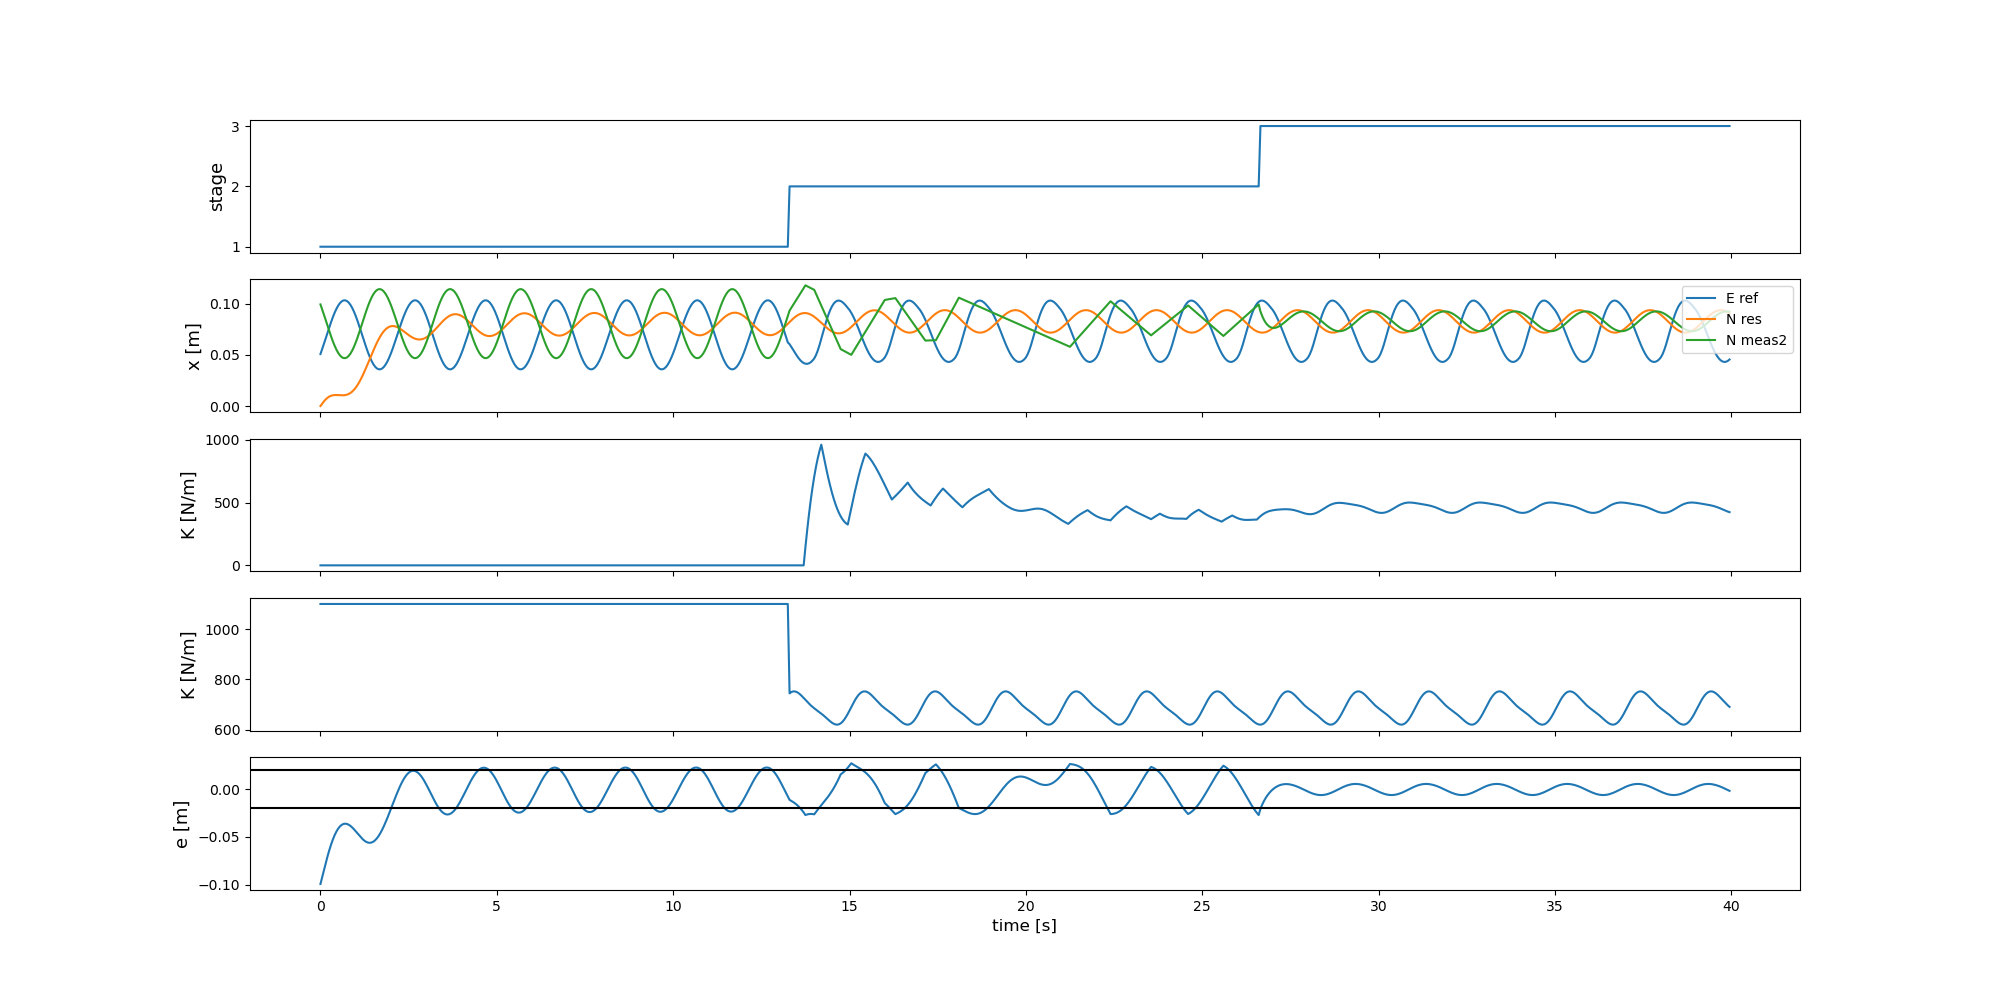 stage
3
2
1
x [m]
0.10
0.05
0.00
E ref
N res
N meas2
K [N/m]
1000
500
0
K [N/m]
1000
800
600
e [m]
0.00
−0.05
−0.10
0 5 10 15 20 25 30 35 40
time [s]